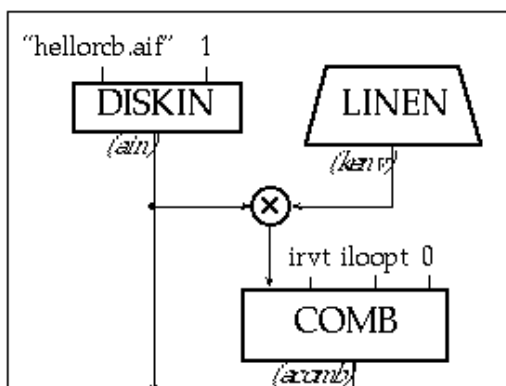 “hellorcb.aif” 1
DISKIN
LINEN
(ain)
(kenv)
irvt iloopt 0
COMB
(acomb)